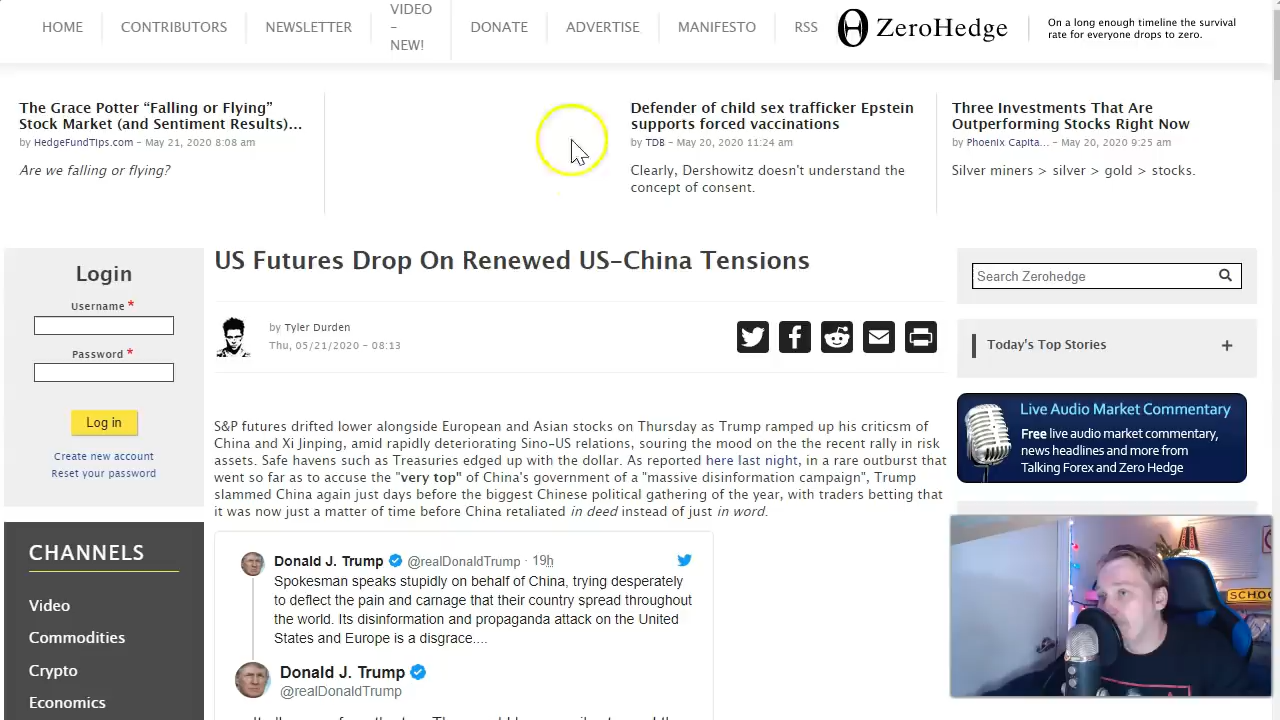 HOME
CONTRIBUTORS
NEWSLETTER
VIDEO
–
NEW!
DONATE
ADVERTISE
MANIFESTO
RSS
ZeroHedge
On a long enough timeline the survival
rate for everyone drops to zero.
The Grace Potter “Falling or Flying”
Stock Market (and Sentiment Results)...
by HedgeFundTips.com - May 21, 2020 8:08 am
Are we falling or flying?
Defender of child sex trafficker Epstein
supports forced vaccinations
by TDB - May 20, 2020 11:24 am
Clearly, Dershowitz doesn't understand the
concept of consent.
Three Investments That Are
Outperforming Stocks Right Now
by Phoenix Capita... - May 20, 2020 9:25 am
Silver miners > silver > gold > stocks.
Login
Username *
Password *
Log in
Create new account
Reset your password
CHANNELS
Video
Commodities
Crypto
Economics
US Futures Drop On Renewed US-China Tensions
by Tyler Durden
Thu, 05/21/2020 - 08:13
S&P futures drifted lower alongside European and Asian stocks on Thursday as Trump ramped up his criticsm of
China and Xi Jinping, amid rapidly deteriorating Sino-US relations, souring the mood on the the recent rally in risk
assets. Safe havens such as Treasuries edged up with the dollar. As reported here last night, in a rare outburst that
went so far as to accuse the "very top" of China's government of a "massive disinformation campaign", Trump
slammed China again just days before the biggest Chinese political gathering of the year, with traders betting that
it was now just a matter of time before China retaliated in deed instead of just in word.
Donald J. Trump @realDonaldTrump · 19h
Spokesman speaks stupidly on behalf of China, trying desperately
to deflect the pain and carnage that their country spread throughout
the world. Its disinformation and propaganda attack on the United
States and Europe is a disgrace....
Donald J. Trump
@realDonaldTrump
Search Zerohedge
Today's Top Stories +
Live Audio Market Commentary
Free live audio market commentary,
news headlines and more from
Talking Forex and Zero Hedge
SCHOO